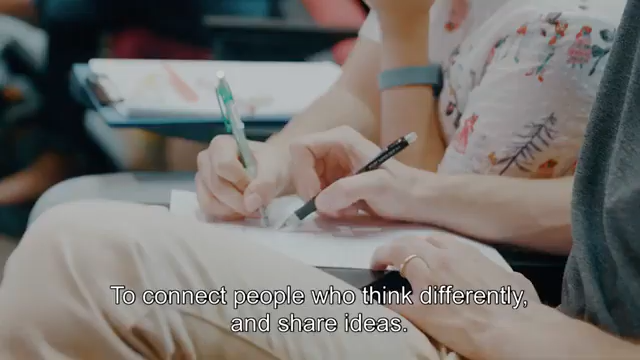 To connect people who think differently,
and share ideas.